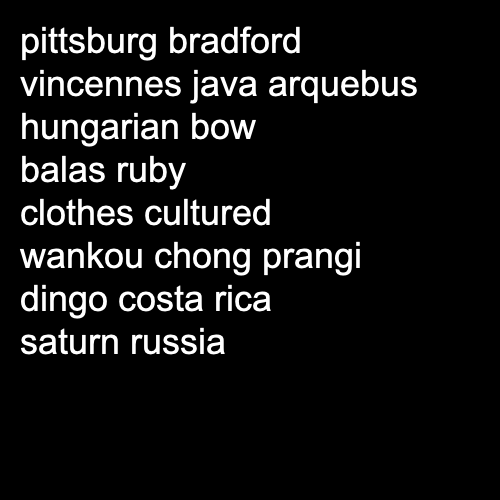 pittsburg bradford
vincennes java arquebus
hungarian bow
balas ruby
clothes cultured
wankou chong prangi
dingo costa rica
saturn russia